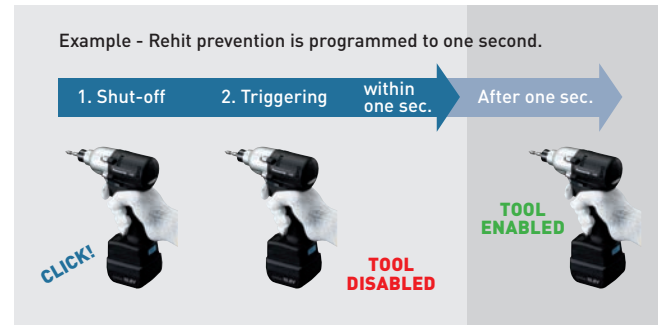 Example - Rehit prevention is programmed to one second.
1. Shut-off
2. Triggering
within
one sec.
After one sec.
CLICK!
TOOL
DISABLED
TOOL
ENABLED